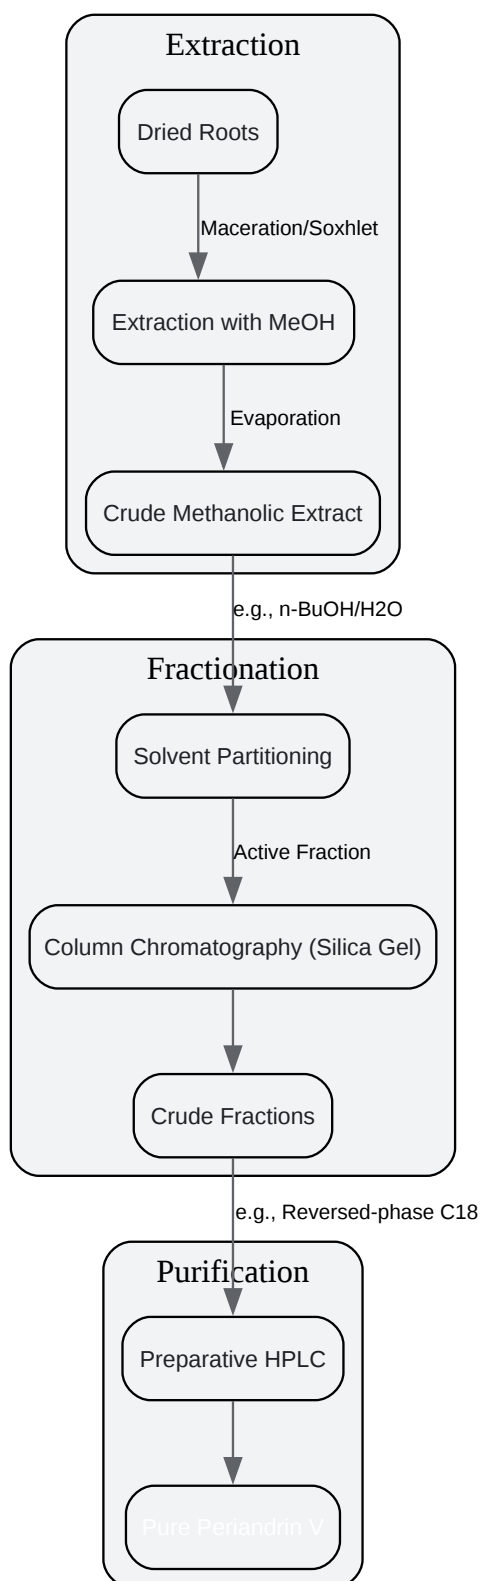 Extraction
Dried Roots
Maceration/Soxhlet
Extraction with MeOH
Evaporation
Crude Methanolic Extract
e.g., n-BuOH/H2O
Fractionation
Solvent Partitioning
Active Fraction
Column Chromatography (Silica Gel)
Crude Fractions
e.g., Reversed-phase C18
Purification
Preparative HPLC
Pure Periandrin V